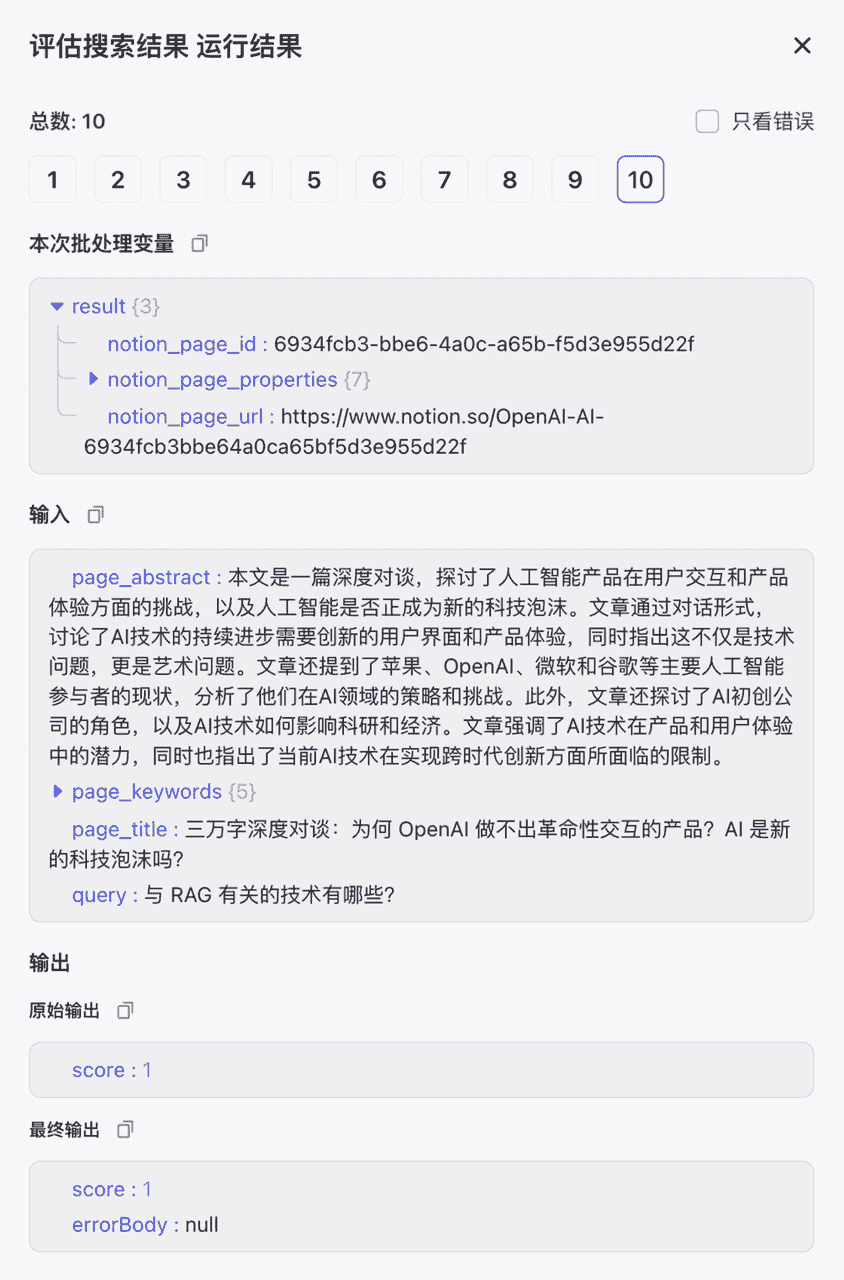 评估搜索结果 运行结果
总数: 10
只看错误
1 2 3 4 5 6 7 8 9 10
本次批处理变量
result {3}
notion_page_id : 6934fcb3-bbe6-4a0c-a65b-f5d3e955d22f
notion_page_properties {7}
notion_page_url : https://www.notion.so/OpenAI-AI-
6934fcb3bbe64a0ca65bf5d3e955d22f
输入
page_abstract : 本文是一篇深度对谈，探讨了人工智能产品在用户交互和产品
体验方面的挑战，以及人工智能是否正成为新的科技泡沫。文章通过对话形式，
讨论了AI技术的持续进步需要创新的用户界面和产品体验，同时指出这不仅是技术
问题，更是艺术问题。文章还提到了苹果、OpenAI、微软和谷歌等主要人工智能
参与者的现状，分析了他们在AI领域的策略和挑战。此外，文章还探讨了AI初创公
司的角色，以及AI技术如何影响科研和经济。文章强调了AI技术在产品和用户体验
中的潜力，同时也指出了当前AI技术在实现跨时代创新方面所面临的限制。
page_keywords {5}
page_title : 三万字深度对谈：为何 OpenAI 做不出革命性交互的产品？AI 是新
的科技泡沫吗？
query : 与 RAG 有关的技术有哪些？
输出
原始输出
score : 1
最终输出
score : 1
errorBody : null